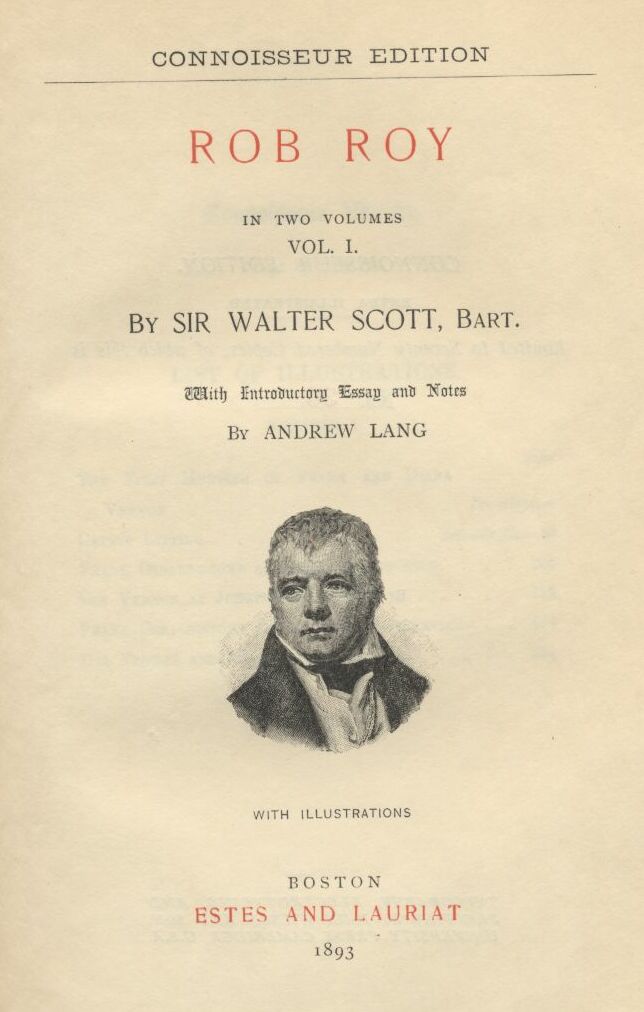 CONNOISSEUR EDITION
ROB ROY
IN TWO VOLUMES
VOL. I.
By SIR WALTER SCOTT, Bart.
With Introductory Essay and Notes
By ANDREW LANG
WITH ILLUSTRATIONS
BOSTON
ESTES AND LAURIAT
1893